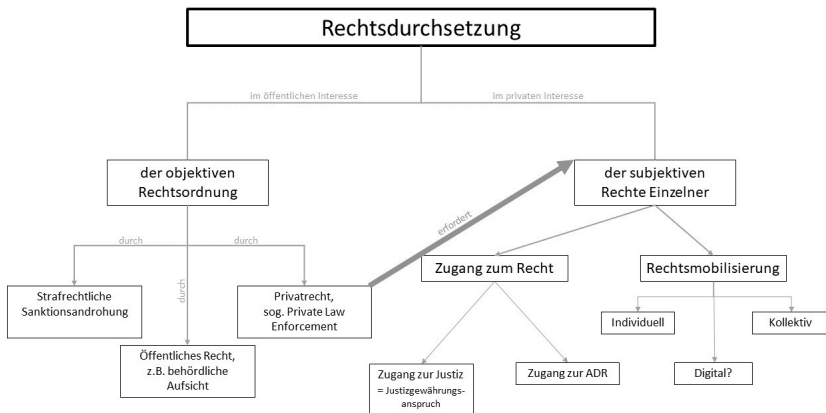 Rechtsdurchsetzung
im öffentlichen Interesse
im privaten Interesse
der objektiven
Rechtsordnung
der subjektiven
Rechte Einzelner
erfordert
durch
durch
durch
Zugang zum Recht
Rechtsmobilisierung
Strafrechtliche
Sanktionsandrohung
Privatrecht,
sog. Private Law
Enforcement
Individuell
Kollektiv
Öffentliches Recht,
z.B. behördliche
Aufsicht
Zugang zur Justiz
= Justizgewährungs-
anspruch
Zugang zur ADR
Digital?